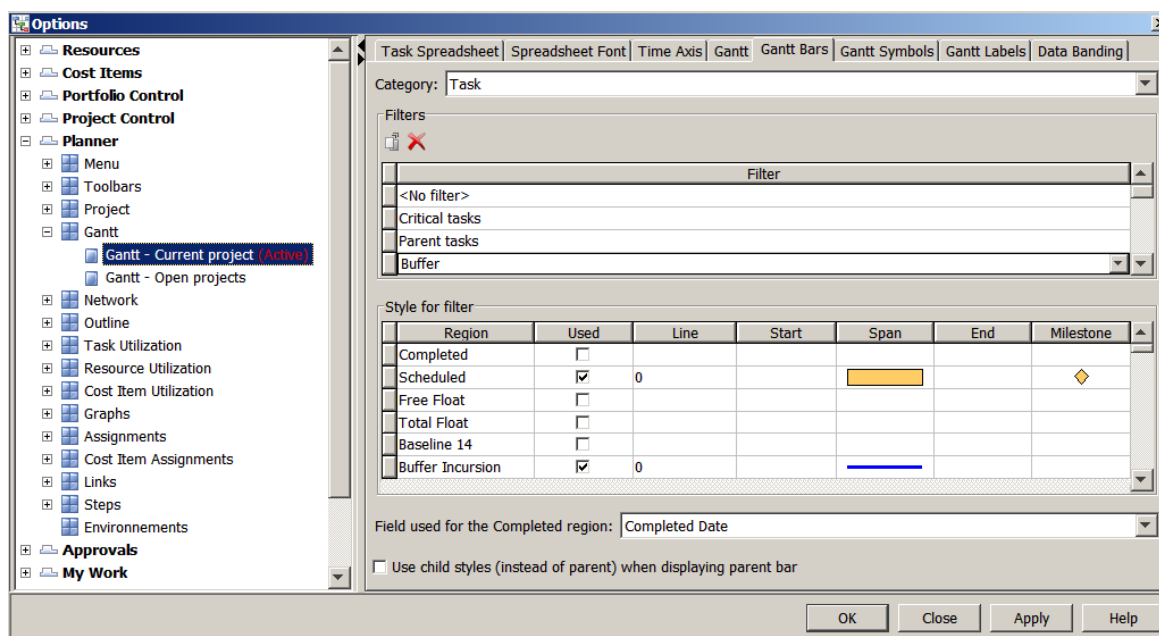 Options
Resources
Cost Items
Portfolio Control
Project Control
Planner
Menu
Toolbars
Project
Gantt
Gantt - Current project (Active)
Gantt - Open projects
Network
Outline
Task Utilization
Resource Utilization
Cost Item Utilization
Graphs
Assignments
Cost Item Assignments
Links
Steps
Environnements
Approvals
My Work
Task Spreadsheet Spreadsheet Font Time Axis Gantt Gantt Bars Gantt Symbols Gantt Labels Data Banding
Category: Task
Filters
Filter
<No filter>
Critical tasks
Parent tasks
Buffer
Style for filter
Region Used Line Start Span End Milestone
Completed
Scheduled 0
Free Float
Total Float
Baseline 14
Buffer Incursion 0
Field used for the Completed region: Completed Date
Use child styles (instead of parent) when displaying parent bar
OK Close Apply Help